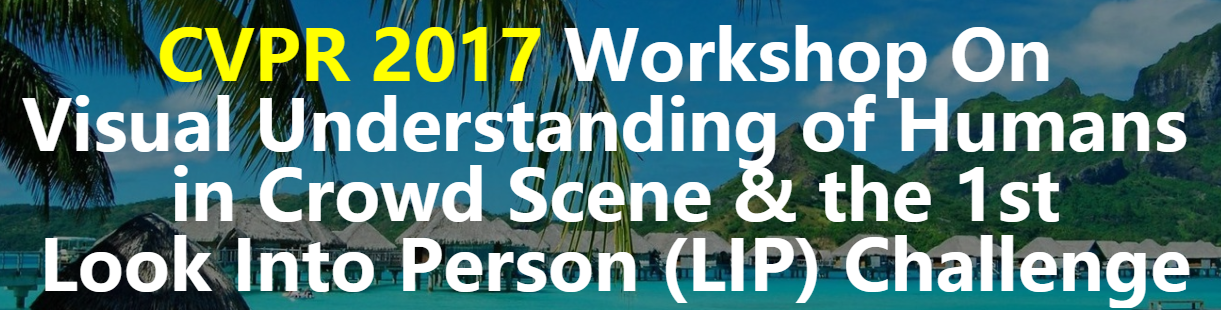 CVPR 2017 Workshop On
Visual Understanding of Humans
in Crowd Scene & the 1st
Look Into Person (LIP) Challenge